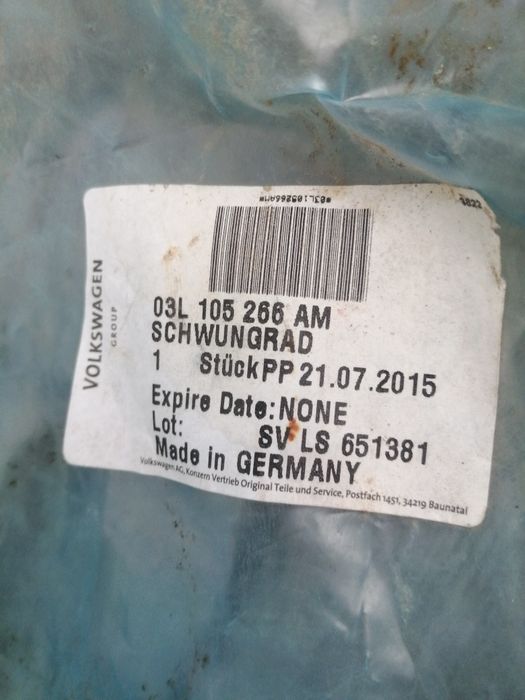 *03L105266AM*
VOLKSWAGEN
GROUP
03L 105 266 AM
SCHWUNGRAD
1 Stück PP 21.07.2015
Expire Date: NONE
Lot: SV LS 651381
Made in GERMANY
Volkswagen AG, Konzern Vertrieb Original Teile und Service, Postfach 1451, 34219 Baunatal